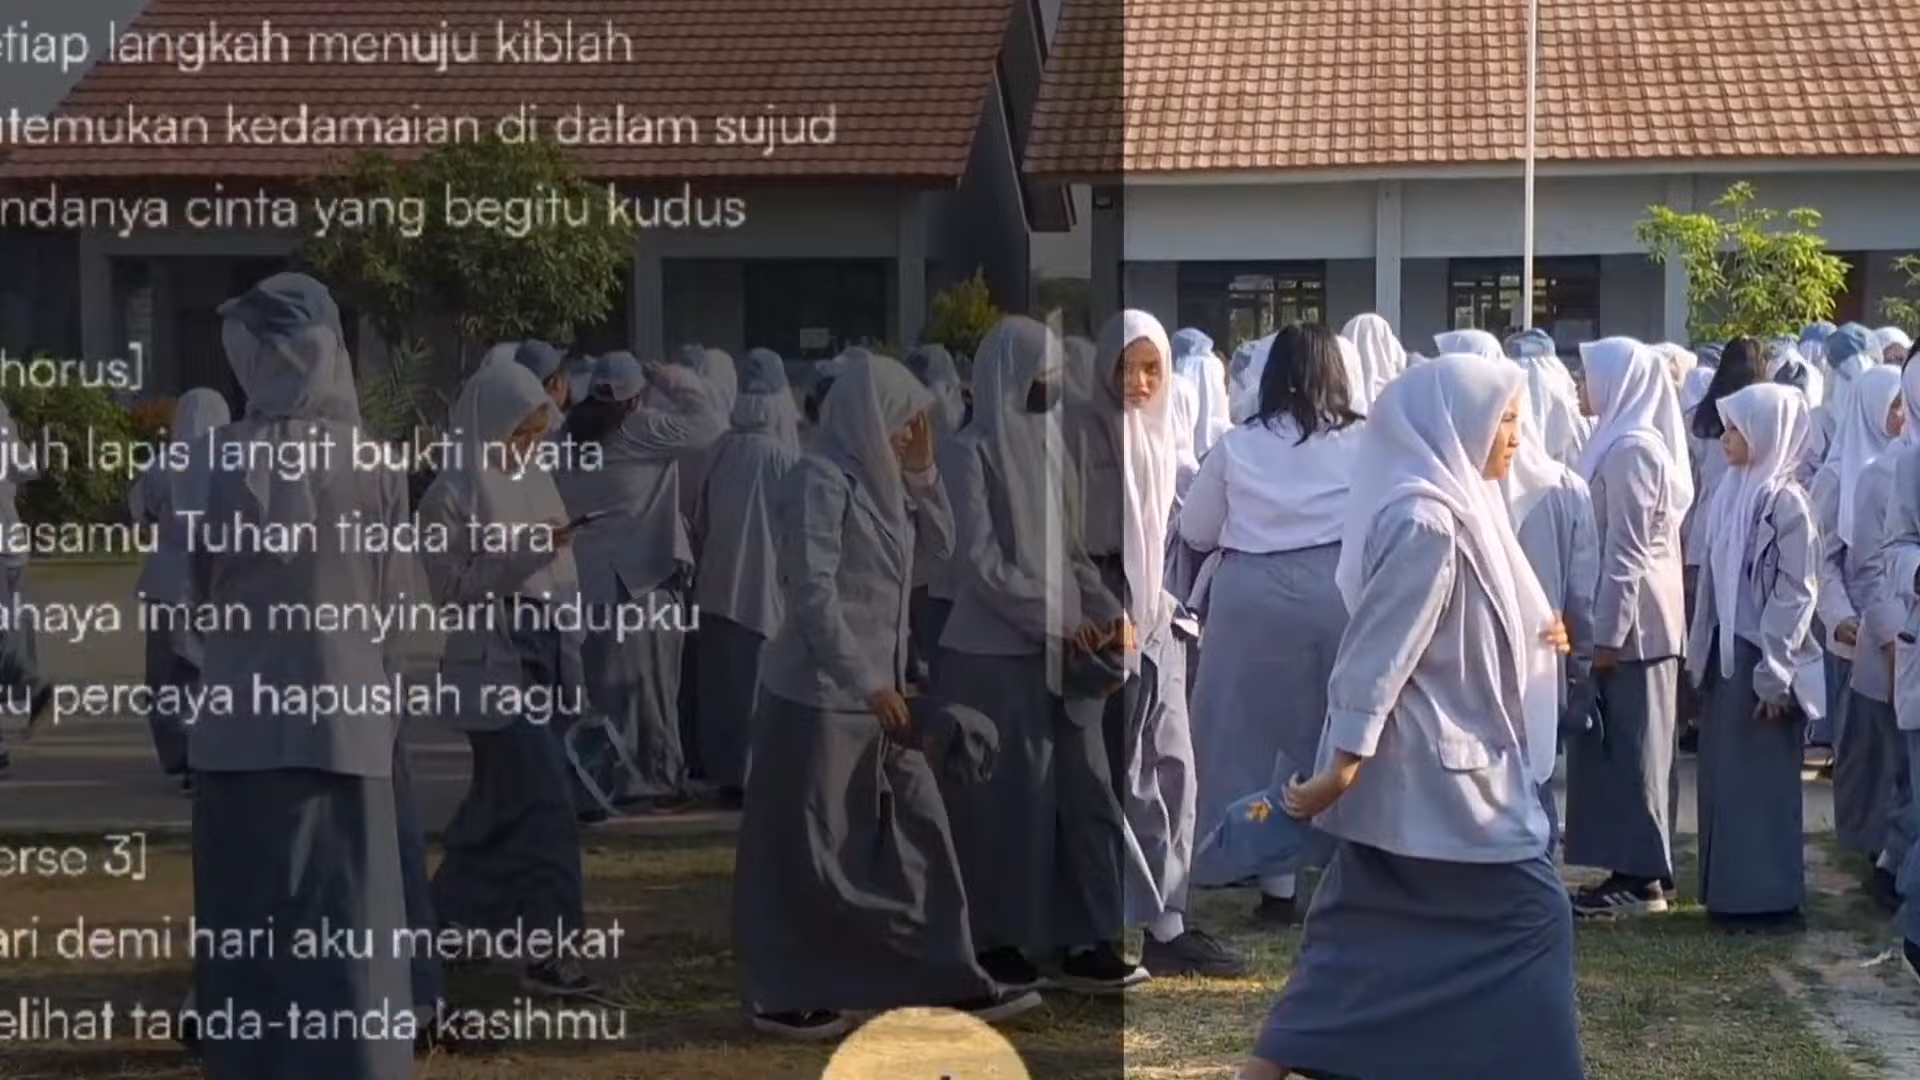 etiap langkah menuju kiblah
temukan kedamaian di dalam sujud
ndanya cinta yang begitu kudus
horus]
juh lapis langit bukti nyata
asamu Tuhan tiada tara
ahaya iman menyinari hidupku
ku percaya hapuslah ragu
erse 3]
ari demi hari aku mendekat
elihat tanda-tanda kasihmu